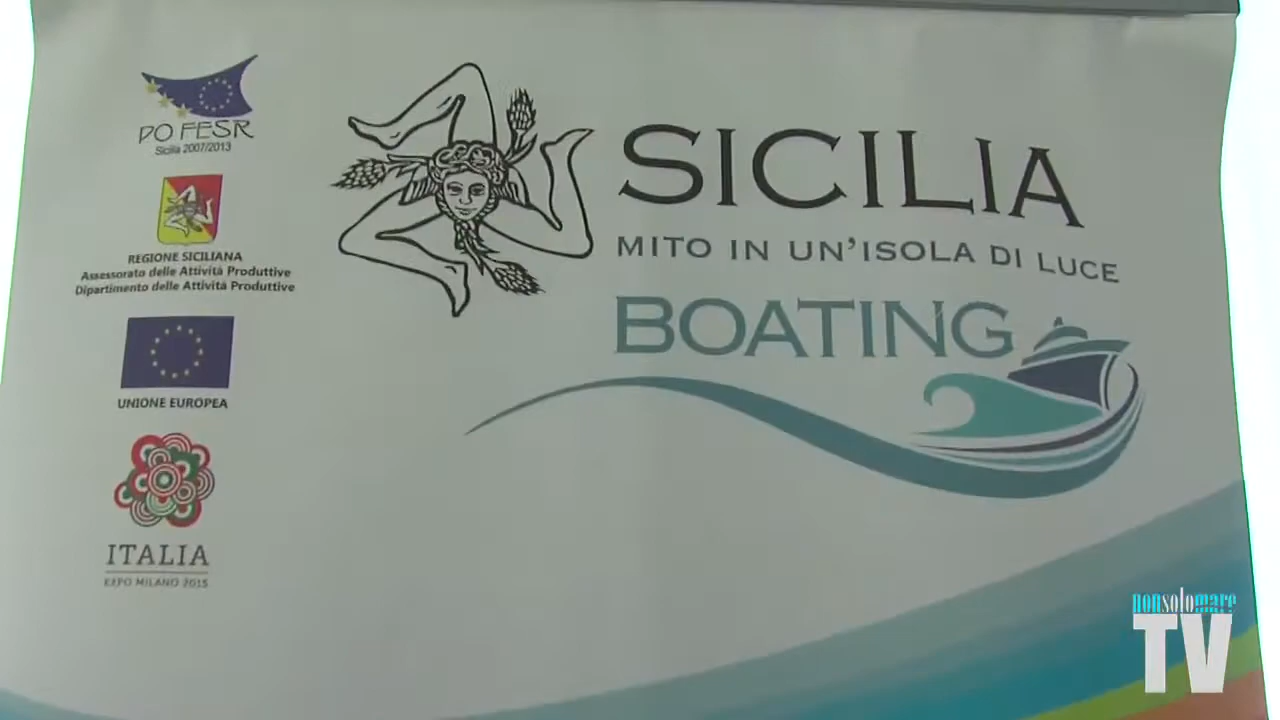 PO FESR
Sicilia 2007/2013
REGIONE SICILIANA
Assessorato delle Attività Produttive
Dipartimento delle Attività Produttive
UNIONE EUROPEA
ITALIA
EXPO MILANO 2015
SICILIA
MITO IN UN'ISOLA DI LUCE
BOATING
nonsolomare
TV